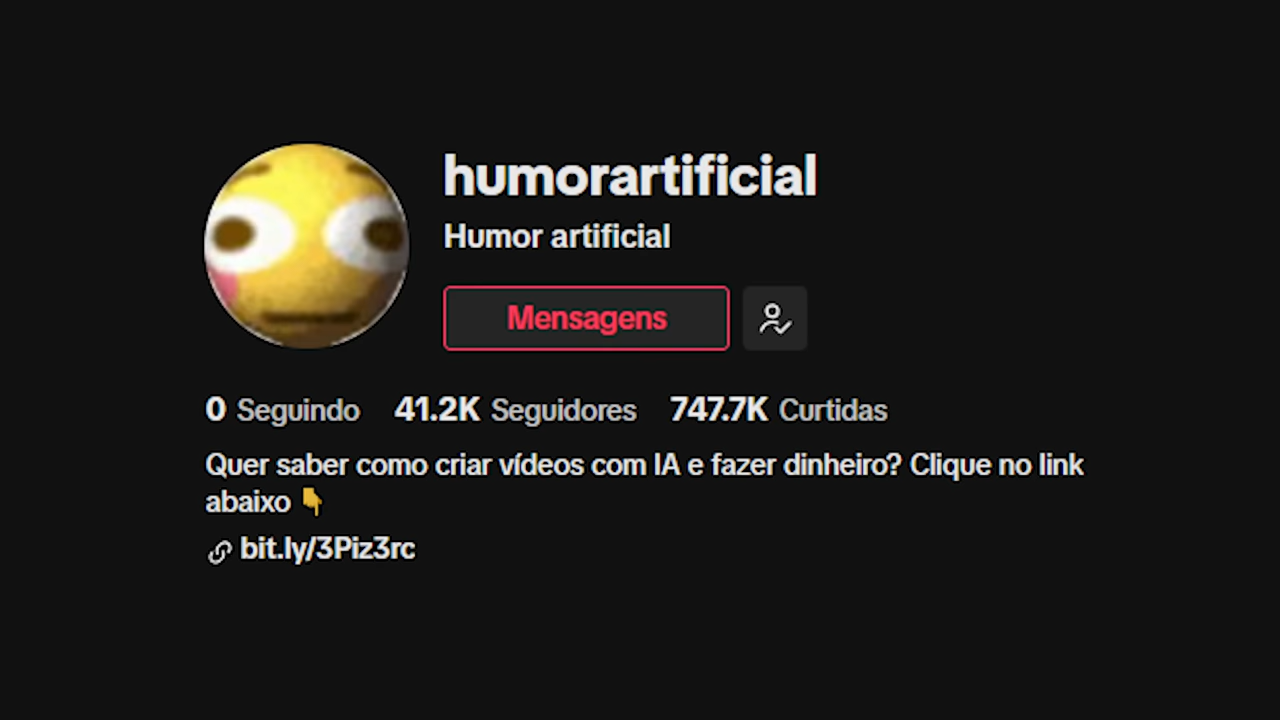 humorartificial
Humor artificial
Mensagens
0 Seguindo 41.2K Seguidores 747.7K Curtidas
Quer saber como criar vídeos com IA e fazer dinheiro? Clique no link
abaixo 👇
bit.ly/3Piz3rc